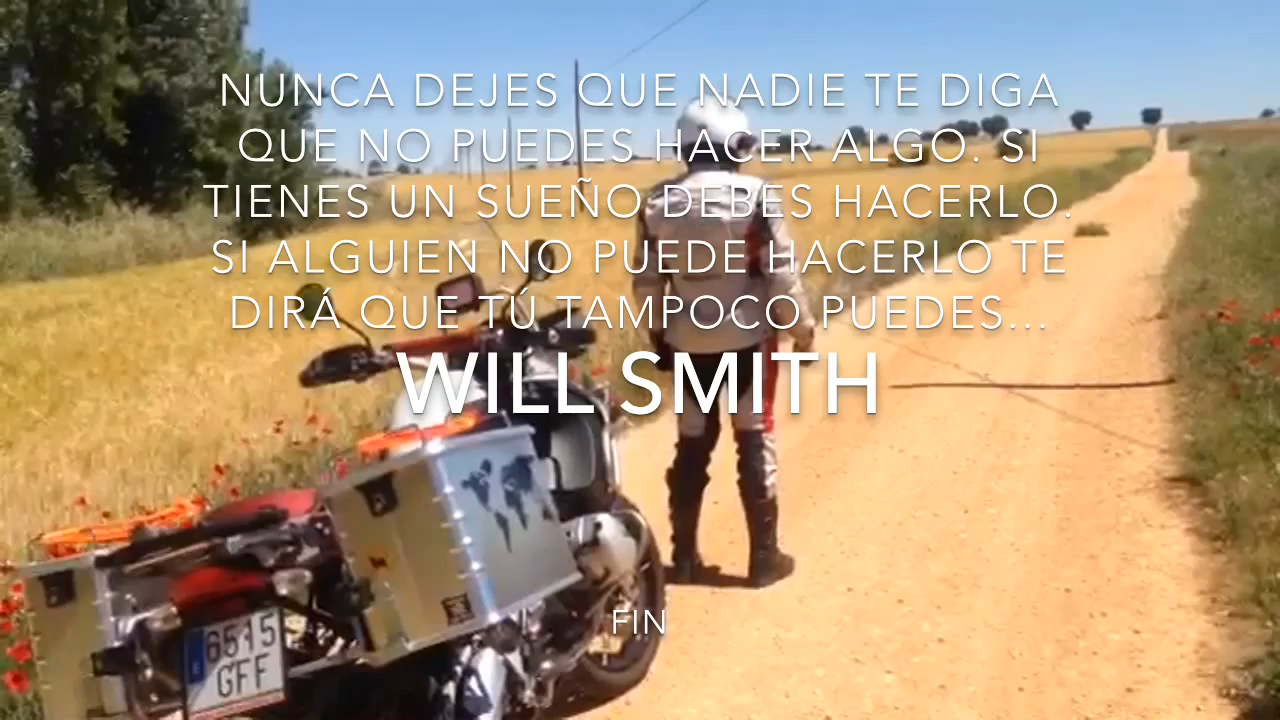 NUNCA DEJES QUE NADIE TE DIGA
QUE NO PUEDES HACER ALGO. SI
TIENES UN SUEÑO DEBES HACERLO.
SI ALGUIEN NO PUEDE HACERLO TE
DIRÁ QUE TÚ TAMPOCO PUEDES...
WILL SMITH
FIN
6515
GFF